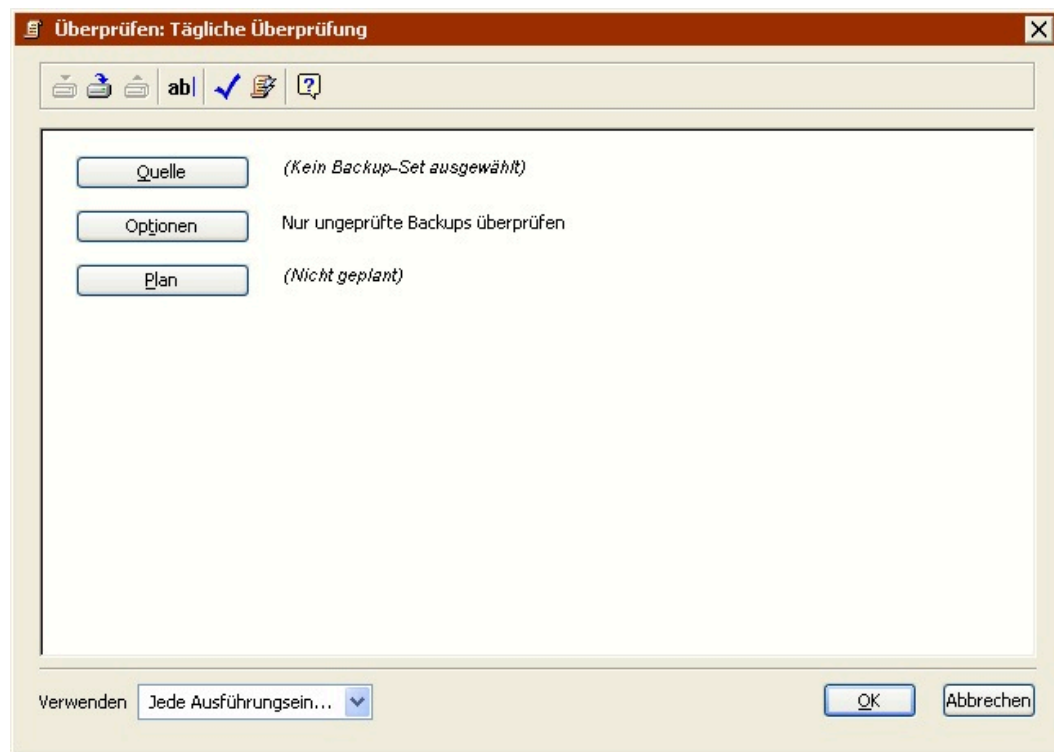 Überprüfen: Tägliche Überprüfung
ab|
Quelle (Kein Backup-Set ausgewählt)
Optionen Nur ungeprüfte Backups überprüfen
Plan (Nicht geplant)
Verwenden Jede Ausführungsein... OK Abbrechen